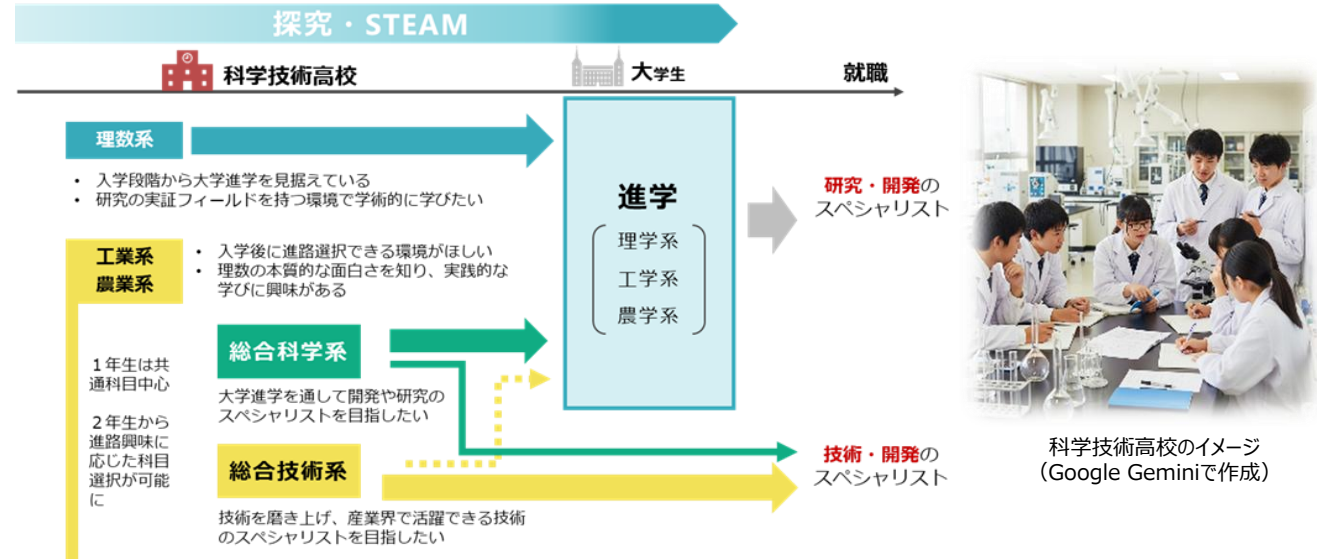 探究・STEAM
科学技術高校
大学生
就職
理数系
• 入学段階から大学進学を見据えている
• 研究の実証フィールドを持つ環境で学術的に学びたい
工業系
農業系
• 入学後に進路選択できる環境がほしい
• 理数の本質的な面白さを知り、実践的な
学びに興味がある
進学
理学系
工学系
農学系
研究・開発の
スペシャリスト
1年生は共
通科目中心
2年生から
進路興味に
応じた科目
選択が可能
に
総合科学系
大学進学を通して開発や研究の
スペシャリストを目指したい
総合技術系
技術を磨き上げ、産業界で活躍できる技術
のスペシャリストを目指したい
技術・開発の
スペシャリスト
科学技術高校のイメージ
（Google Geminiで作成）